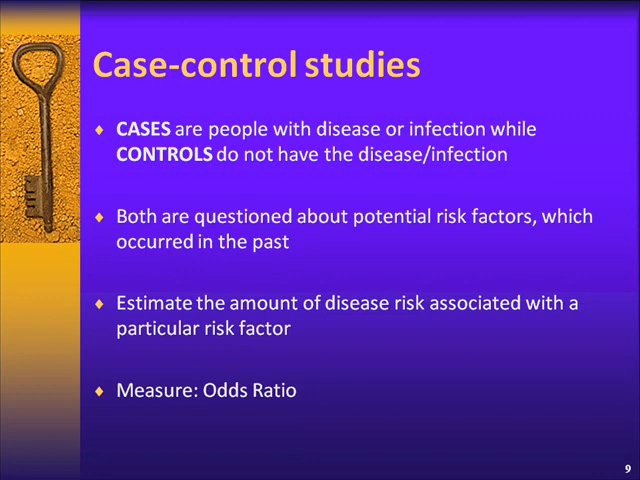 Case-control studies
♦ CASES are people with disease or infection while
CONTROLS do not have the disease/infection
♦ Both are questioned about potential risk factors, which
occurred in the past
♦ Estimate the amount of disease risk associated with a
particular risk factor
♦ Measure: Odds Ratio
9